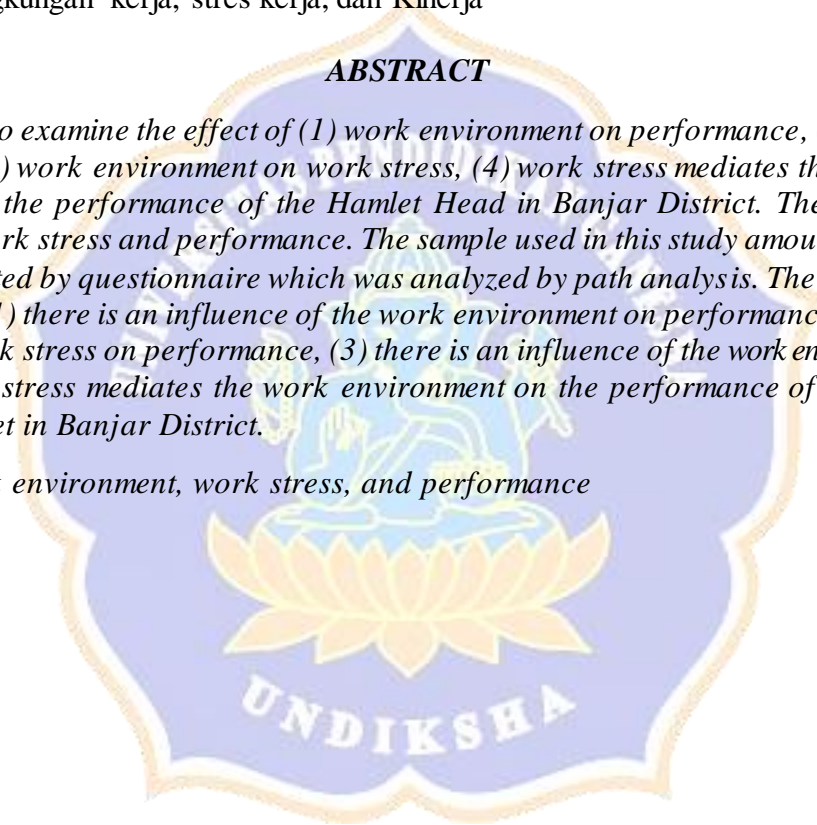 kerja, stres kerja, dan Kinerja
ABSTRACT
to examine the effect of (1) work environment on performance,
) work environment on work stress, (4) work stress mediates th
the performance of the Hamlet Head in Banjar District. The
rk stress and performance. The sample used in this study amou
ted by questionnaire which was analyzed by path analysis. The
) there is an influence of the work environment on performanc
k stress on performance, (3) there is an influence of the work en
stress mediates the work environment on the performance of
et in Banjar District.
environment, work stress, and performance
UNIVERSITAS PENDIDIKAN GANESHA
UNDIKSHA